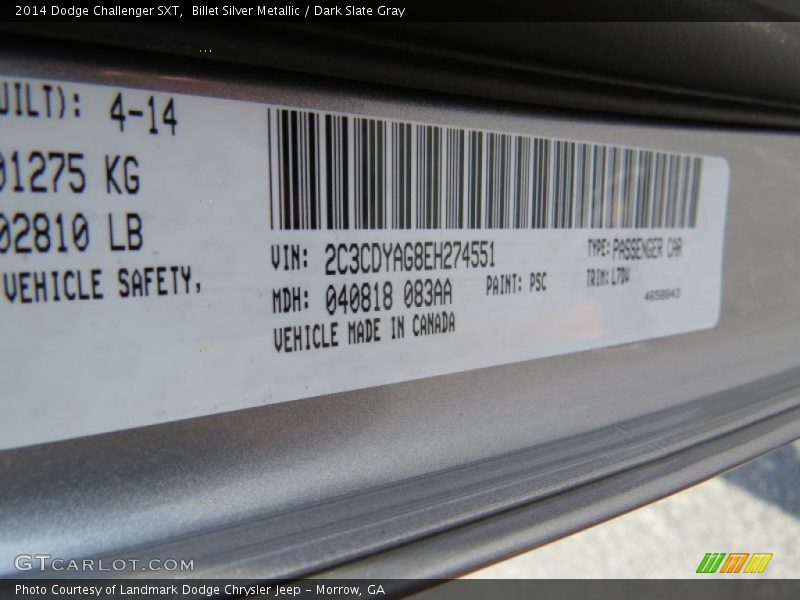 2014 Dodge Challenger SXT, Billet Silver Metallic / Dark Slate Gray
UILT): 4-14
01275 KG
02810 LB
VEHICLE SAFETY,
VIN: 2C3CDYAG8EH274551
TYPE: PASSENGER CAR
MDH: 040818 083AA
PAINT: PSC
TRIM: L7DV
VEHICLE MADE IN CANADA
GTCARLOT.COM
Photo Courtesy of Landmark Dodge Chrysler Jeep - Morrow, GA